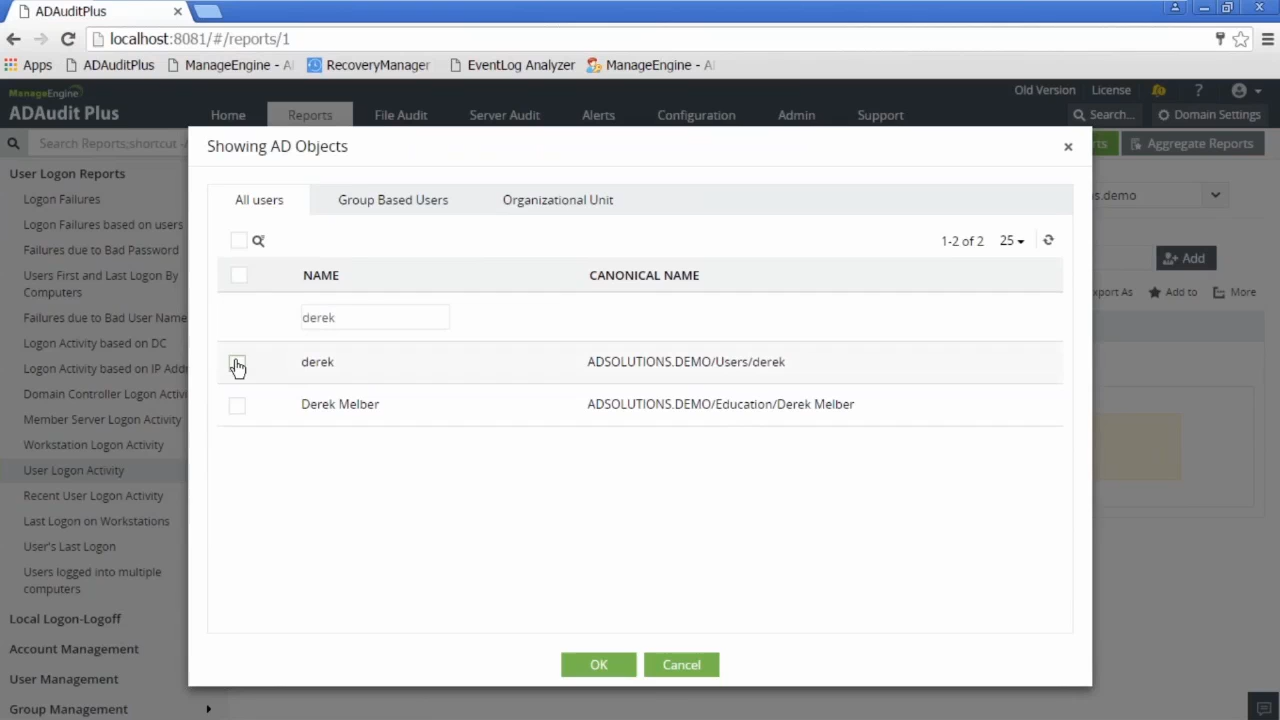 ADAuditPlus
localhost:8081/#/reports/1
Apps ADAuditPlus ManageEngine - A RecoveryManager EventLog Analyzer ManageEngine - A
ManageEngine
ADAudit Plus
Old Version License ?
Home Reports File Audit Server Audit Alerts Configuration Admin Support
Search... Domain Settings
Search Reports;shortcut -/
Aggregate Reports
Showing AD Objects
User Logon Reports
Logon Failures
Logon Failures based on users
Failures due to Bad Password
Users First and Last Logon By
Computers
Failures due to Bad User Name
Logon Activity based on DC
Logon Activity based on IP Addr
Domain Controller Logon Activi
Member Server Logon Activity
Workstation Logon Activity
User Logon Activity
Recent User Logon Activity
Last Logon on Workstations
User's Last Logon
Users logged into multiple
computers
Local Logon-Logoff
Account Management
User Management
Group Management
All users Group Based Users Organizational Unit
1-2 of 2 25
NAME CANONICAL NAME
derek
derek ADSOLUTIONS.DEMO/Users/derek
Derek Melber ADSOLUTIONS.DEMO/Education/Derek Melber
OK Cancel
s.demo
Add
xport As Add to More